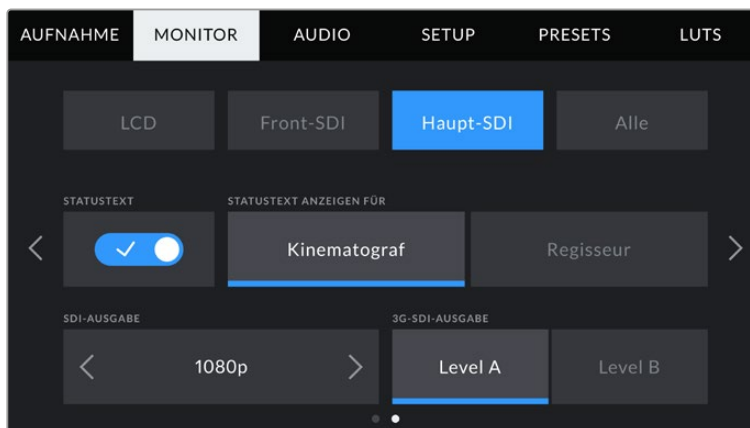 AUFNAHME MONITOR AUDIO SETUP PRESETS LUTS
LCD Front-SDI Haupt-SDI Alle
STATUSTEXT STATUSTEXT ANZEIGEN FÜR
Kinematograf Regisseur
SDI-AUSGABE 3G-SDI-AUSGABE
1080p Level A Level B